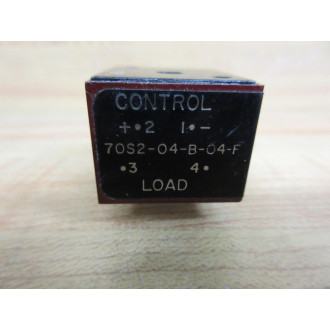 CONTROL
+•2 1•-
70S2-04-B-04-F
•3 4•
LOAD